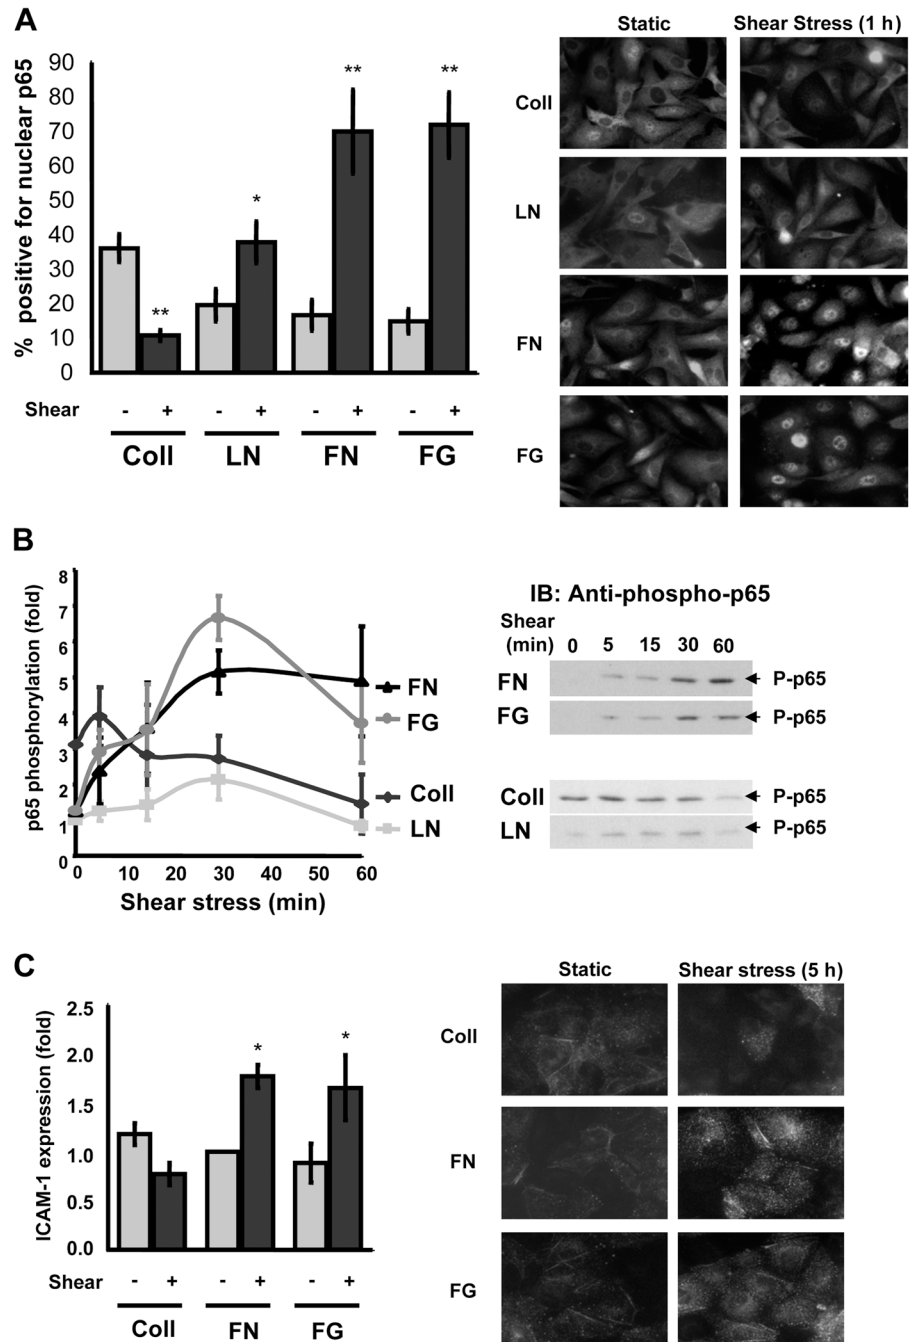 A
% positive for nuclear p65
90
80
70
60
50
40
30
20
10
0
**
*
**
**
Shear - + - + - + - +
Coll LN FN FG
Static Shear Stress (1 h)
Coll
LN
FN
FG
B
p65 phosphorylation (fold)
8
7
6
5
4
3
2
1
0
0 10 20 30 40 50 60
Shear stress (min)
FN
FG
Coll
LN
IB: Anti-phospho-p65
Shear
(min) 0 5 15 30 60
FN P-p65
FG P-p65
Coll P-p65
LN P-p65
C
ICAM-1 expression (fold)
2.5
2.0
1.5
1.0
0.5
0.0
*
*
Shear - + - + - +
Coll FN FG
Static Shear stress (5 h)
Coll
FN
FG